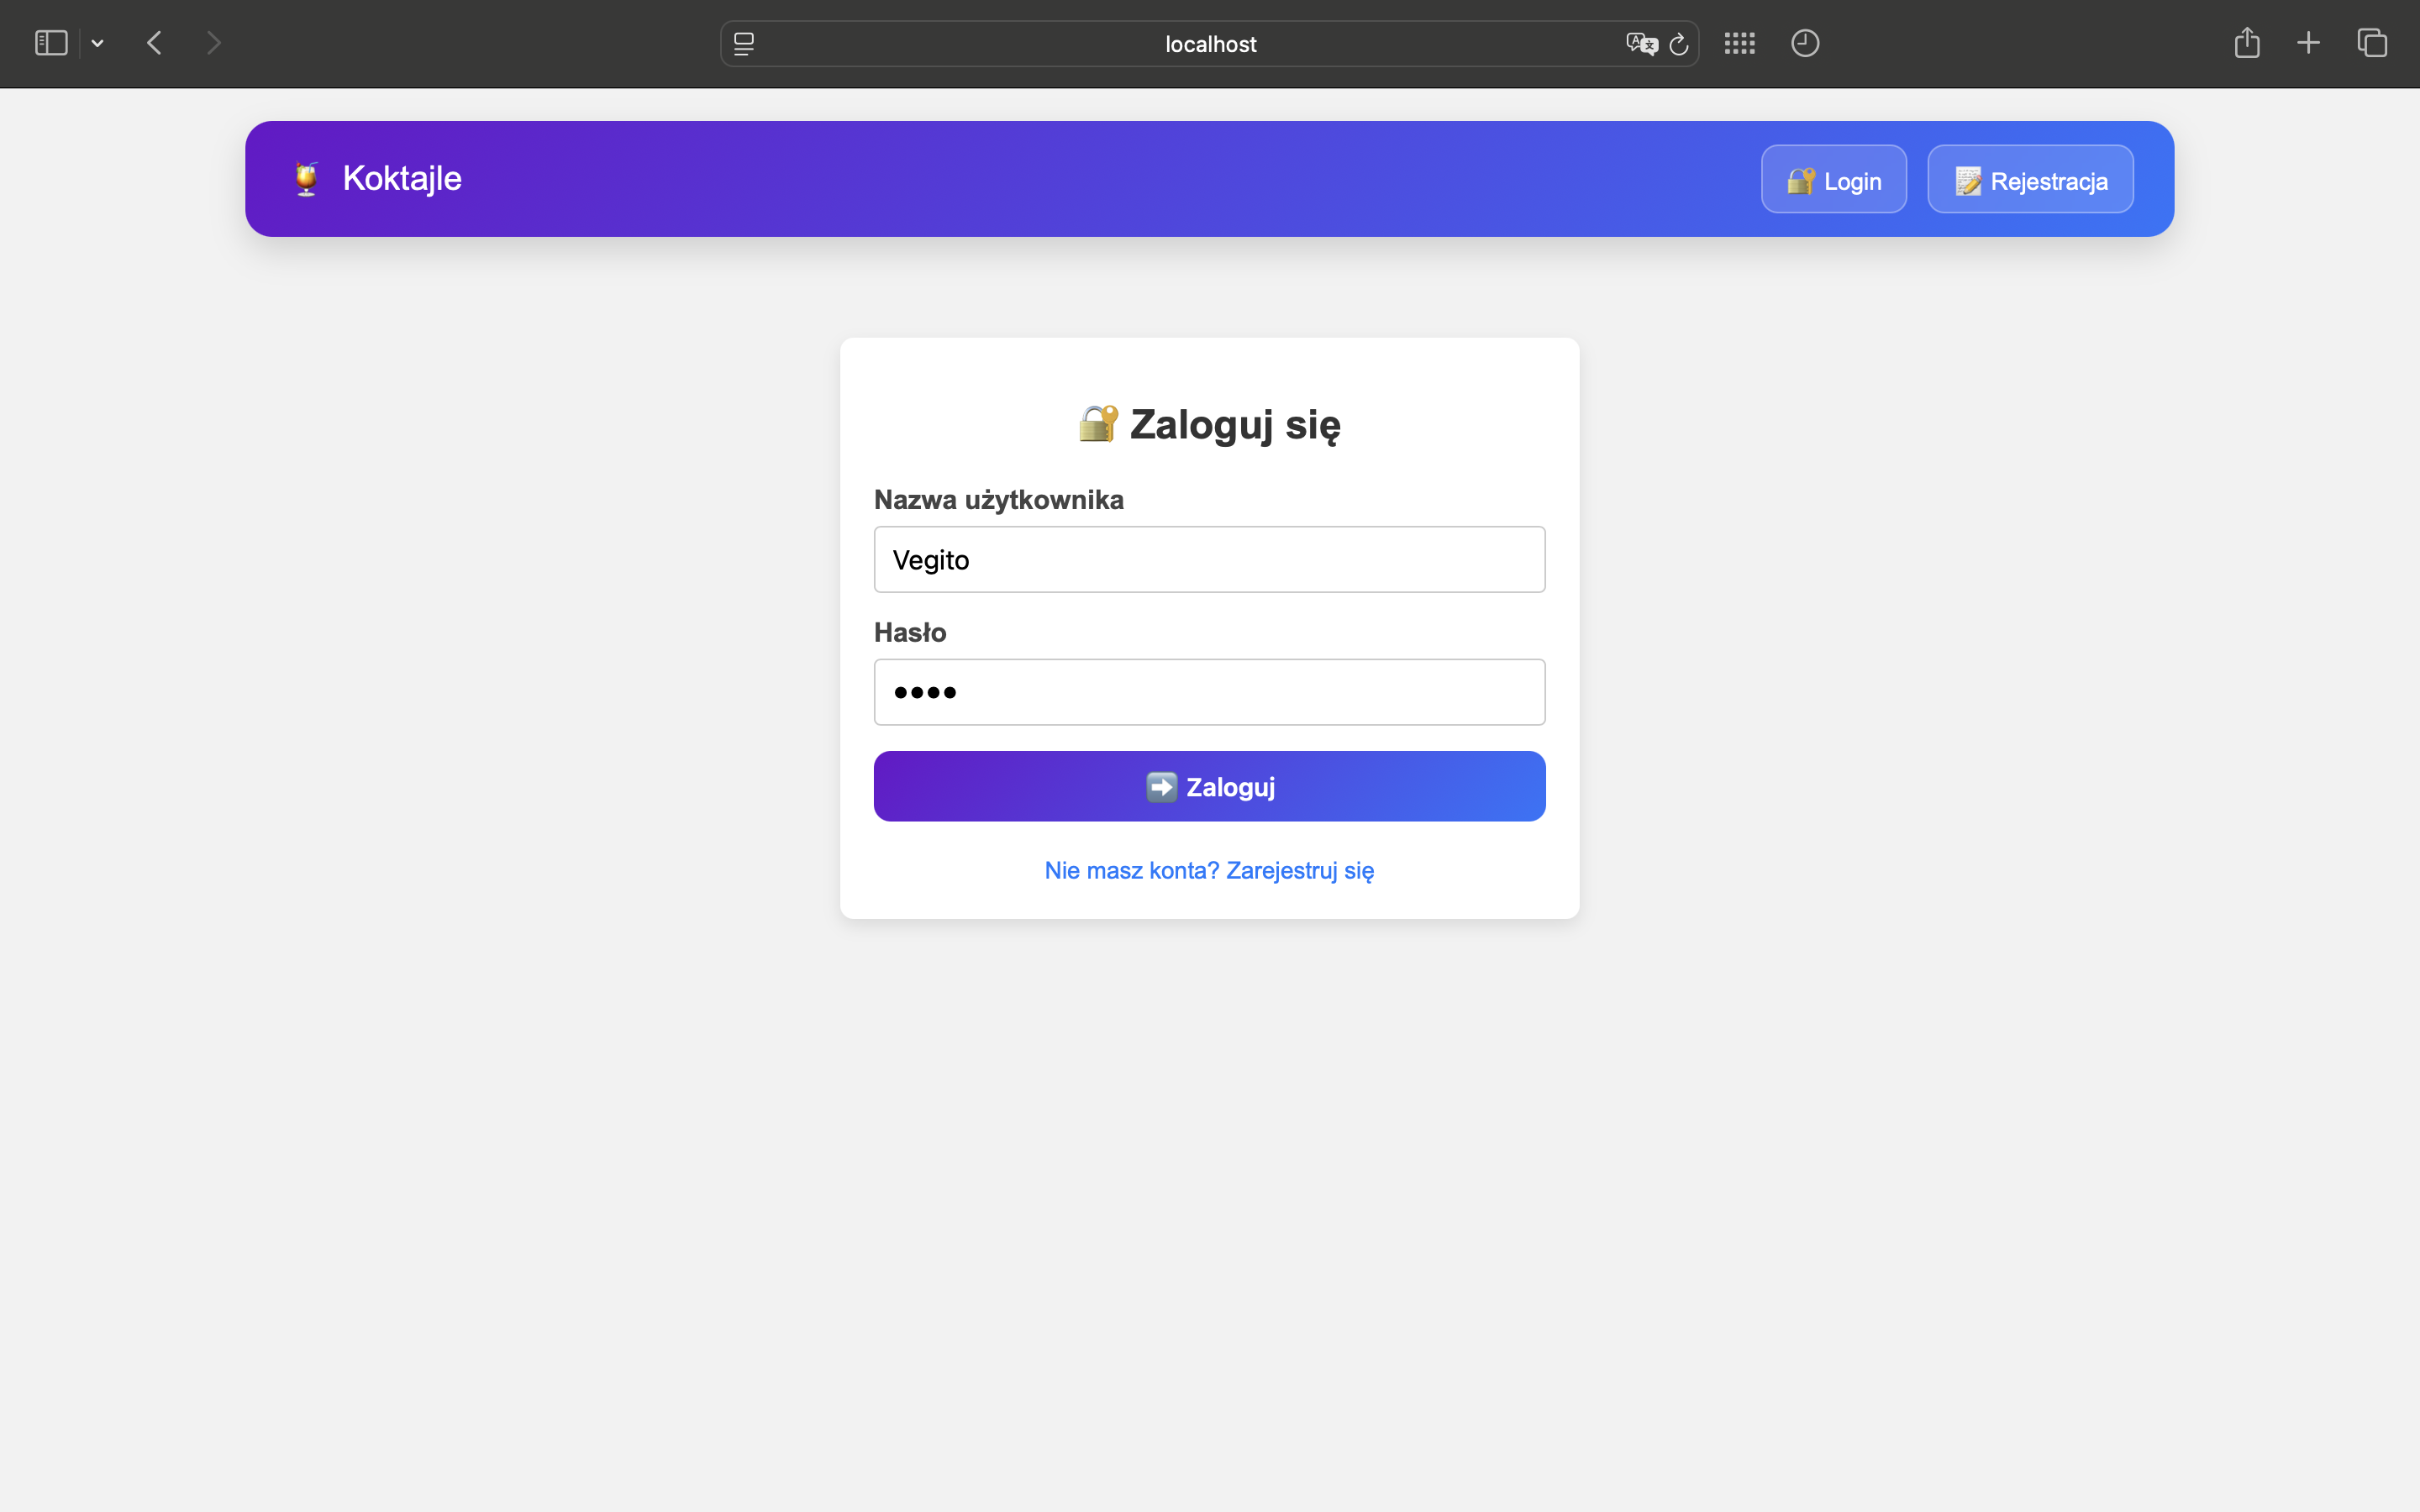 localhost
Koktajle
Login
Rejestracja
Zaloguj się
Nazwa użytkownika
Vegito
Hasło
••••
Zaloguj
Nie masz konta? Zarejestruj się